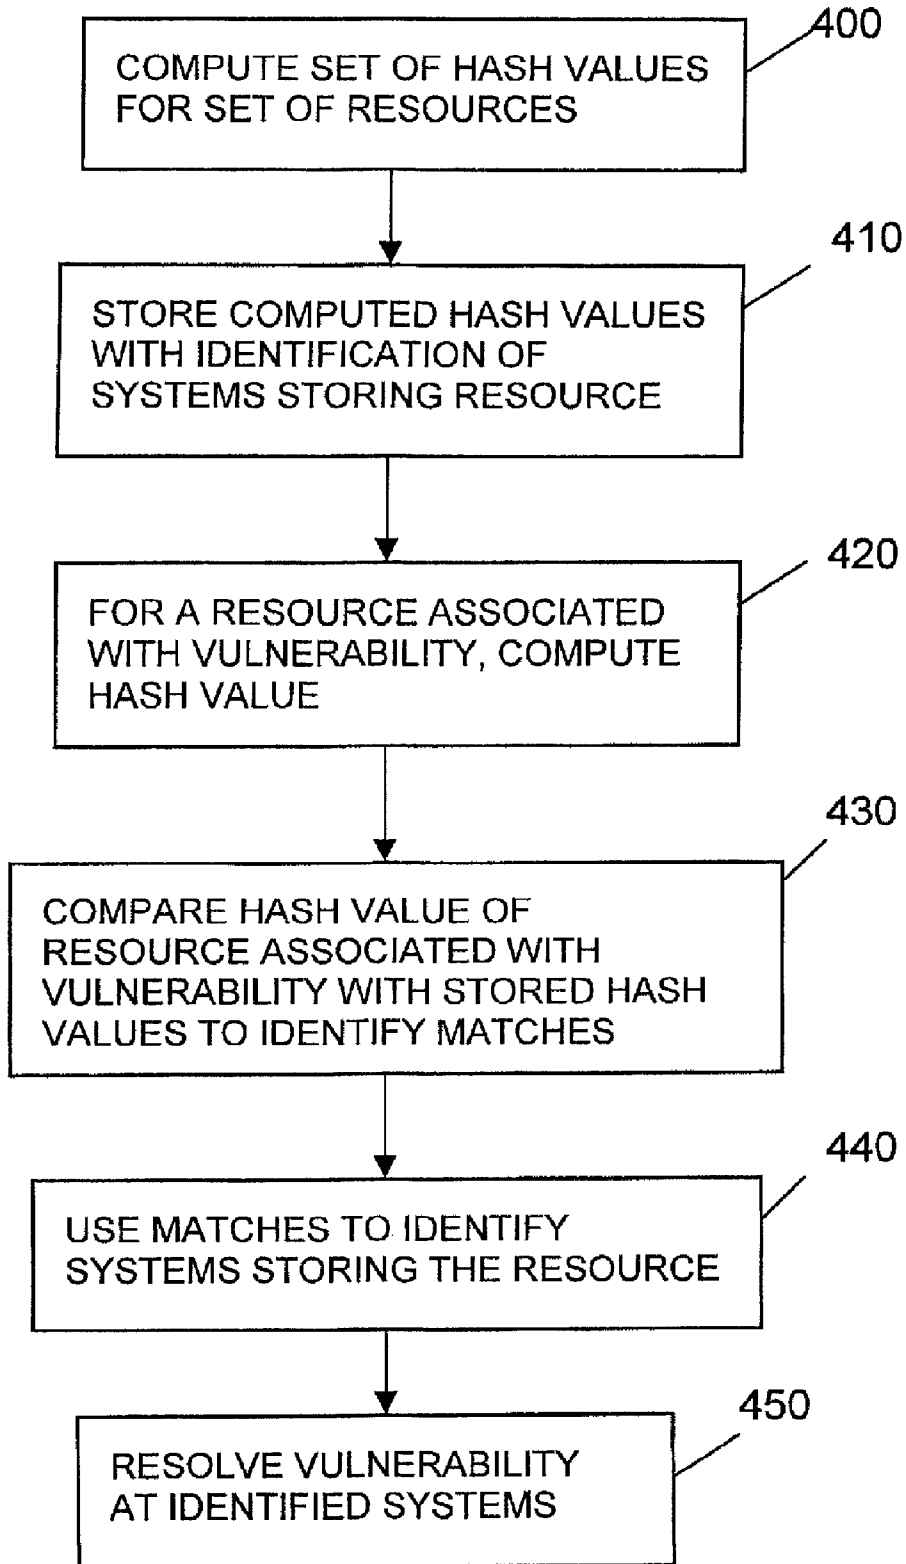 400
COMPUTE SET OF HASH VALUES
FOR SET OF RESOURCES
410
STORE COMPUTED HASH VALUES
WITH IDENTIFICATION OF
SYSTEMS STORING RESOURCE
420
FOR A RESOURCE ASSOCIATED
WITH VULNERABILITY, COMPUTE
HASH VALUE
430
COMPARE HASH VALUE OF
RESOURCE ASSOCIATED WITH
VULNERABILITY WITH STORED HASH
VALUES TO IDENTIFY MATCHES
440
USE MATCHES TO IDENTIFY
SYSTEMS STORING THE RESOURCE
450
RESOLVE VULNERABILITY
AT IDENTIFIED SYSTEMS